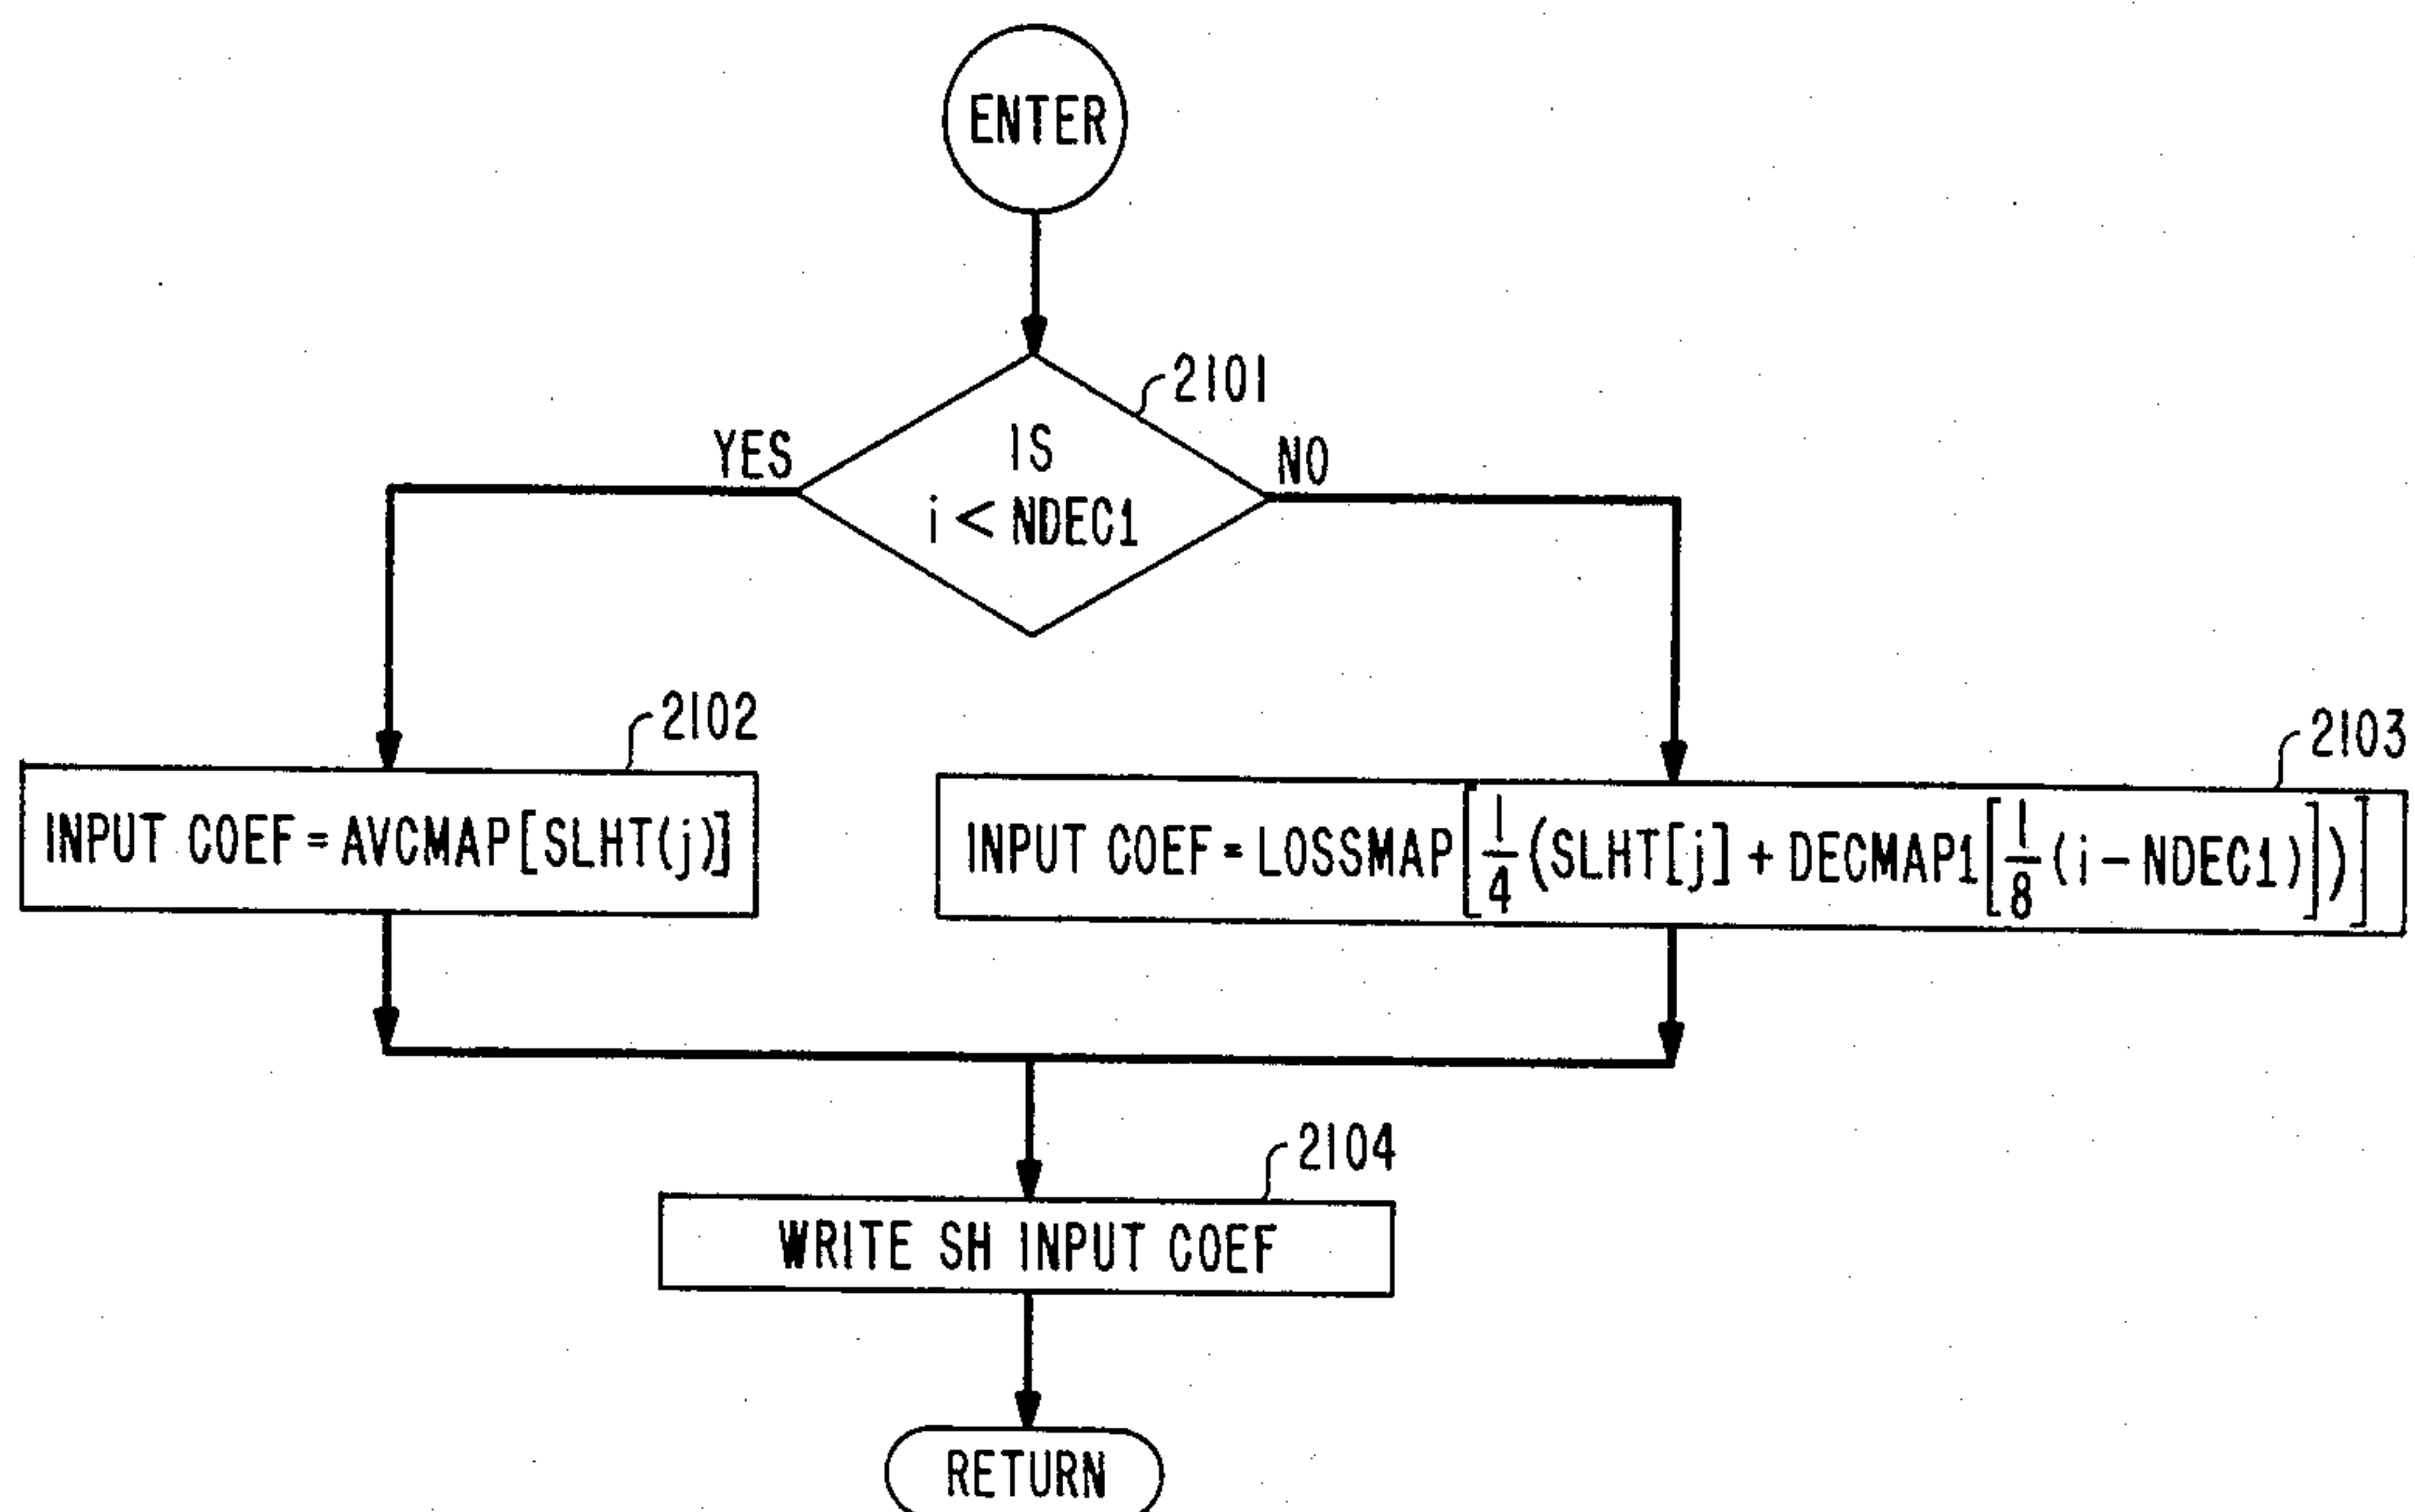 ENTER
2101
YES
IS
NO
i < NDEC1
2102
2103
INPUT COEF = AVCMAP[SLHT(j)]
INPUT COEF = LOSSMAP[1/4(SLHT[j] + DECMAP1[1/8(i − NDEC1)])]
2104
WRITE SH INPUT COEF
RETURN